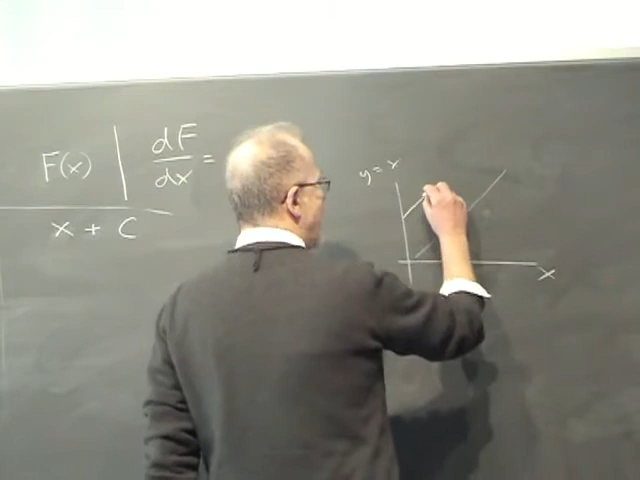 F(x) | dF/dx =
x + C
y = x
x